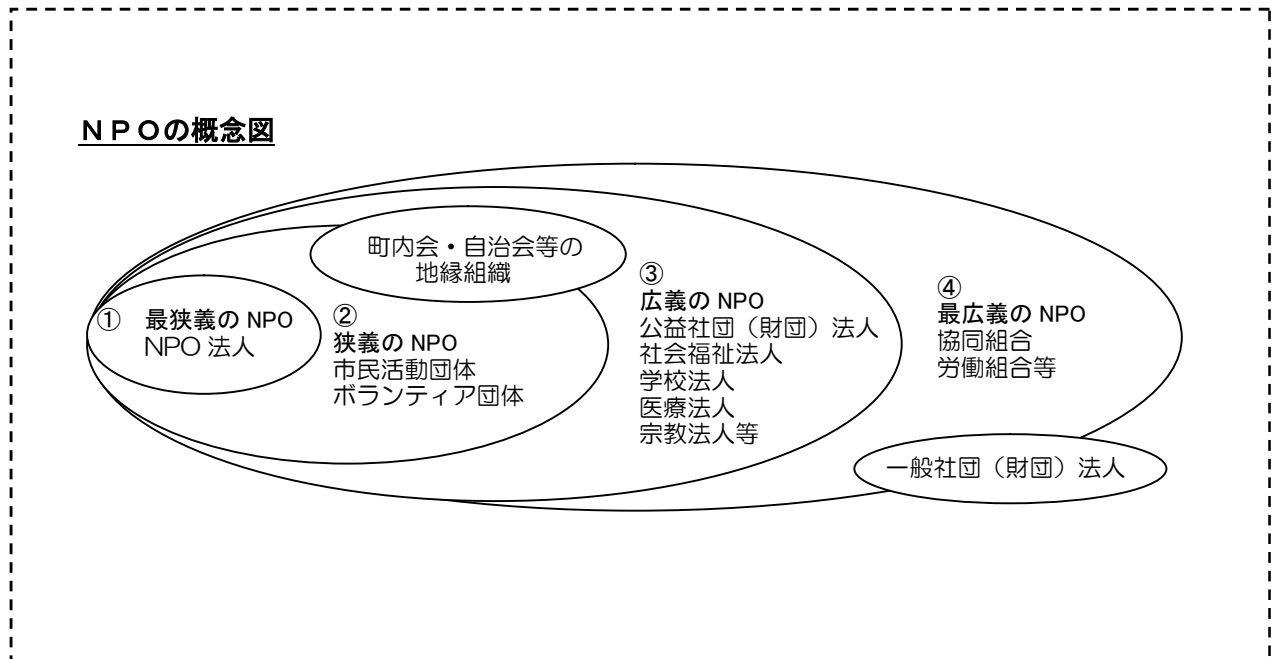 ＮＰＯの概念図
町内会・自治会等の
地縁組織
① 最狭義の NPO
NPO 法人
②
狭義の NPO
市民活動団体
ボランティア団体
③
広義の NPO
公益社団（財団）法人
社会福祉法人
学校法人
医療法人
宗教法人等
④
最広義の NPO
協同組合
労働組合等
一般社団（財団）法人